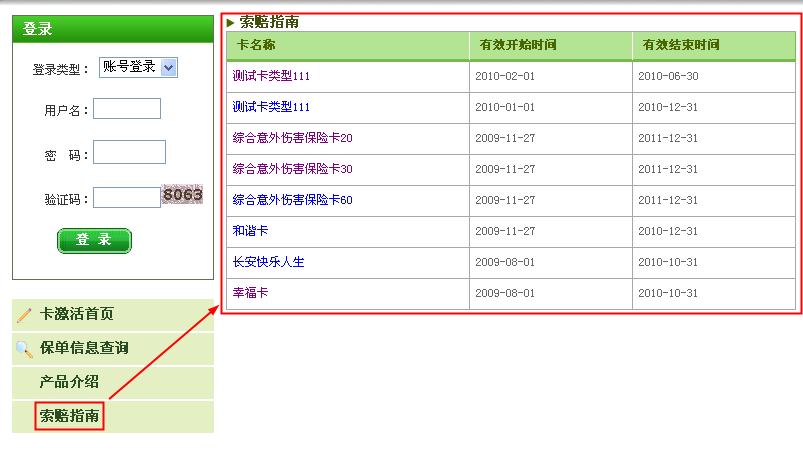 登录
登录类型： 账号登录
用户名：
密 码：
验证码： 8063
登 录
卡激活首页
保单信息查询
产品介绍
索赔指南
索赔指南
卡名称 有效开始时间 有效结束时间
测试卡类型111 2010-02-01 2010-06-30
测试卡类型111 2010-01-01 2010-12-31
综合意外伤害保险卡20 2009-11-27 2011-12-31
综合意外伤害保险卡30 2009-11-27 2011-12-31
综合意外伤害保险卡60 2009-11-27 2011-12-31
和谐卡 2009-11-27 2010-12-31
长安快乐人生 2009-08-01 2010-10-31
幸福卡 2009-08-01 2010-10-31